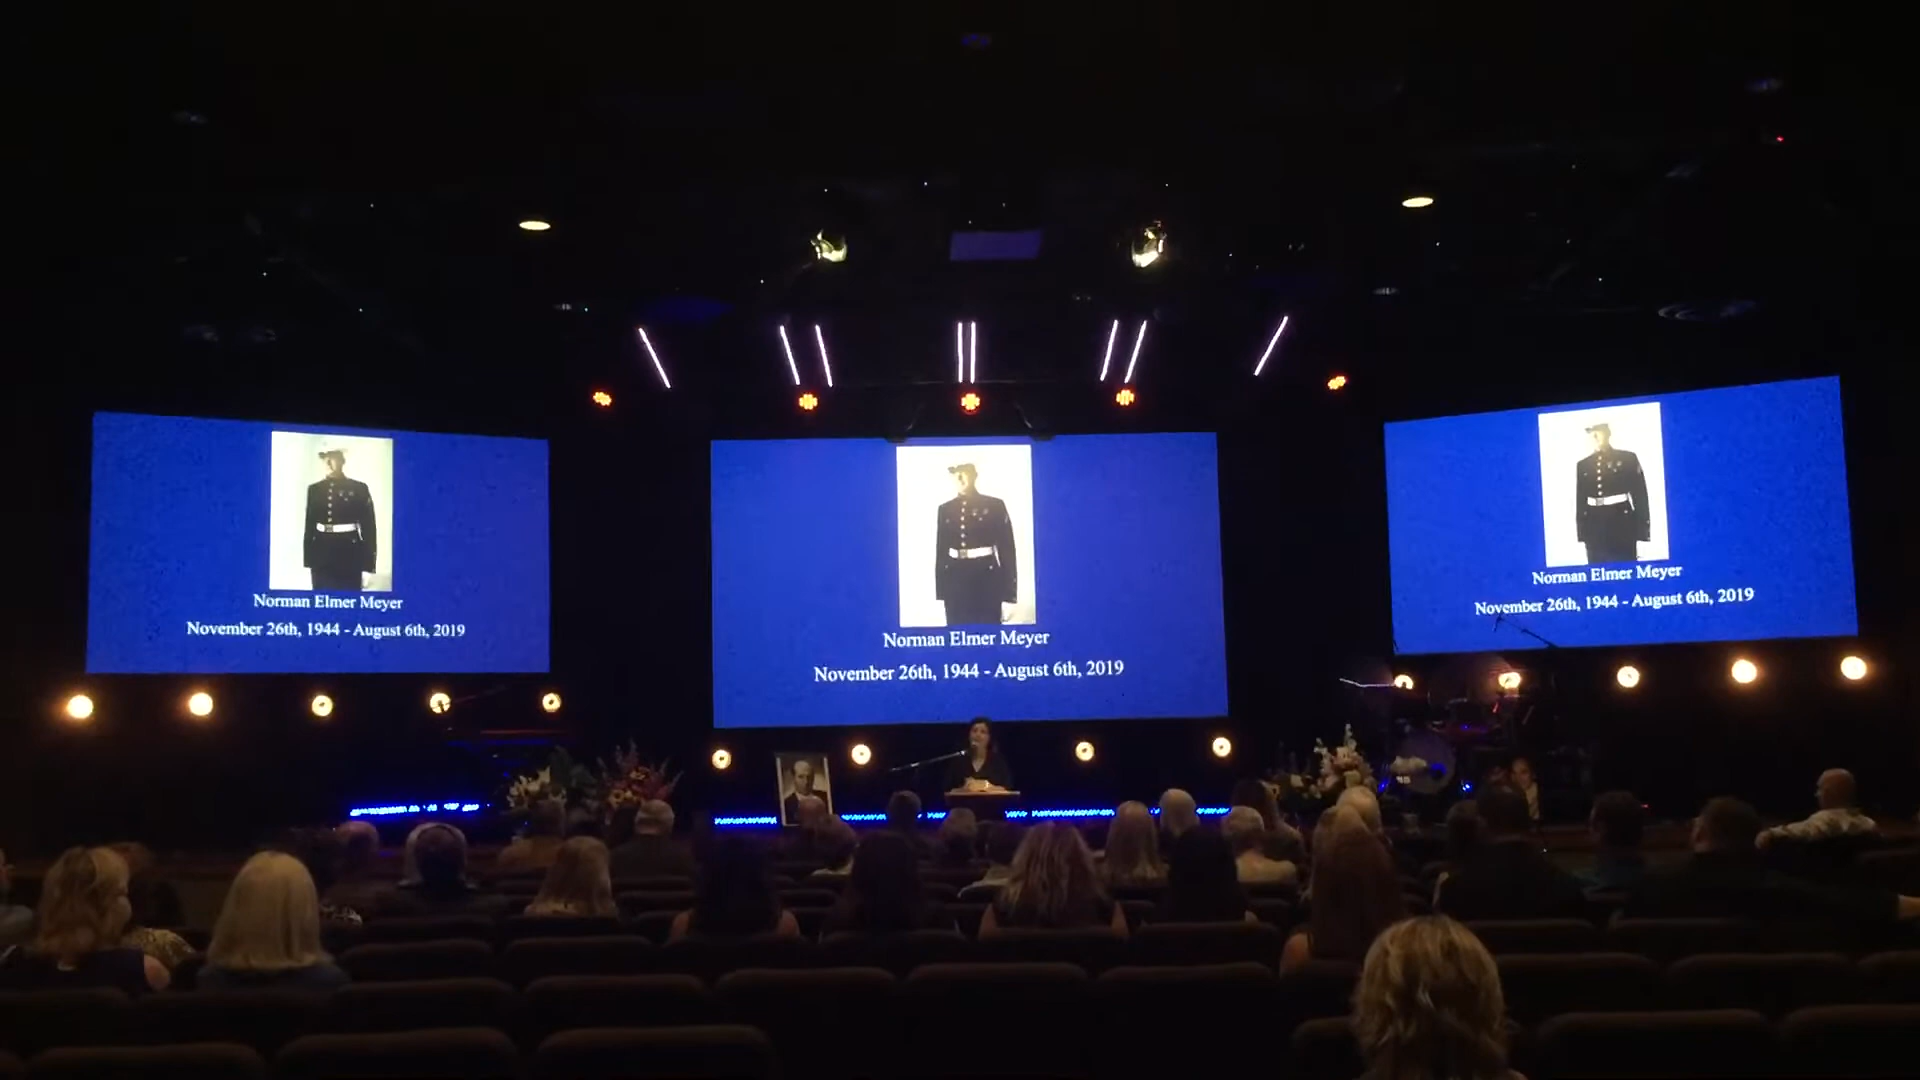 Norman Elmer Meyer
November 26th, 1944 - August 6th, 2019
Norman Elmer Meyer
November 26th, 1944 - August 6th, 2019
Norman Elmer Meyer
November 26th, 1944 - August 6th, 2019